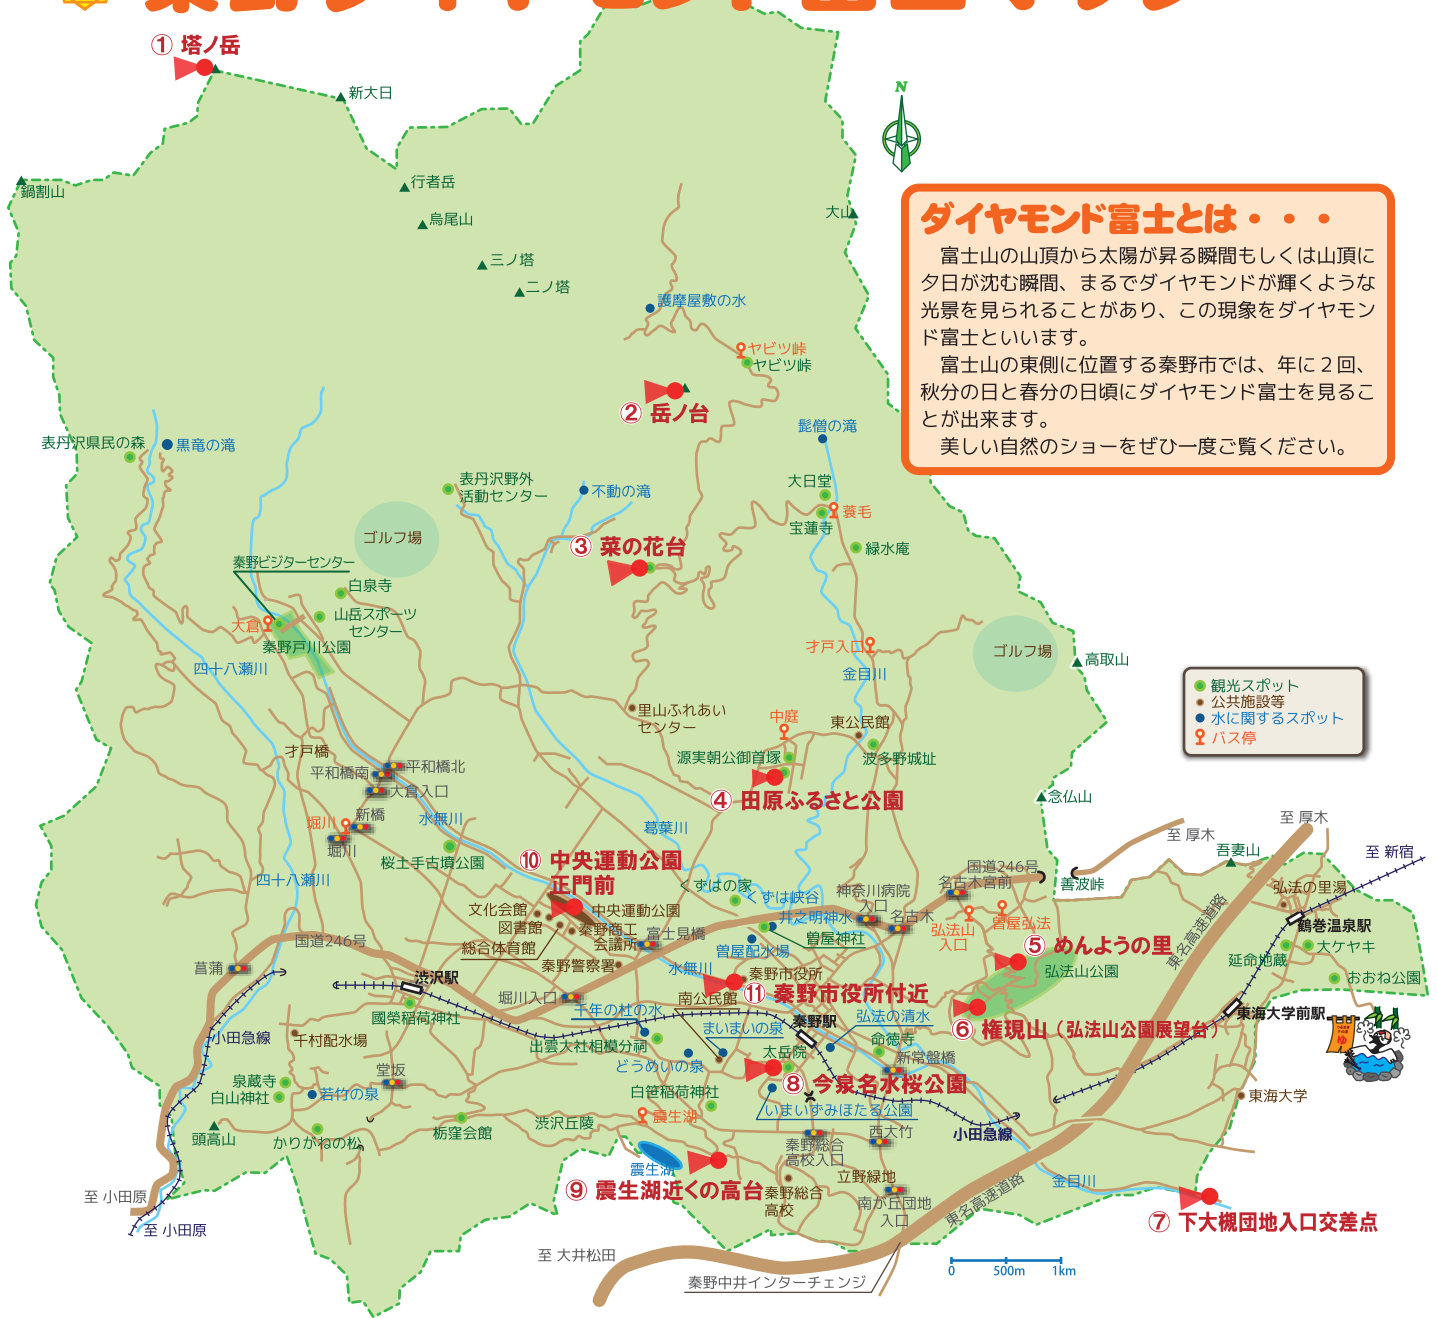 秦野ダイヤモンド富士マップ
① 塔ノ岳
新大日
N
鍋割山
行者岳
烏尾山
大山
三ノ塔
二ノ塔
護摩屋敷の水
ヤビツ峠
ヤビツ峠
② 岳ノ台
ダイヤモンド富士とは・・・
富士山の山頂から太陽が昇る瞬間もしくは山頂に
夕日が沈む瞬間、まるでダイヤモンドが輝くような
光景を見られることがあり、この現象をダイヤモン
ド富士といいます。
富士山の東側に位置する秦野市では、年に２回、
秋分の日と春分の日頃にダイヤモンド富士を見るこ
とが出来ます。
美しい自然のショーをぜひ一度ご覧ください。
髭僧の滝
表丹沢県民の森
黒竜の滝
表丹沢野外
活動センター
不動の滝
大日堂
蓑毛
宝蓮寺
緑水庵
ゴルフ場
③ 菜の花台
秦野ビジターセンター
白泉寺
山岳スポーツ
センター
大倉
秦野戸川公園
四十八瀬川
才戸入口
金目川
ゴルフ場
高取山
観光スポット
公共施設等
水に関するスポット
バス停
里山ふれあい
センター
中庭
東公民館
源実朝公御首塚
波多野城址
④ 田原ふるさと公園
念仏山
才戸橋
平和橋南
平和橋北
大倉入口
新橋
堀川
堀川
水無川
桜土手古墳公園
葛葉川
四十八瀬川
⑩ 中央運動公園
正門前
くずはの家
くずは峡谷
神奈川病院
入口
国道246号
名古木宮前
善波峠
至 厚木
至 厚木
吾妻山
至 新宿
弘法の里湯
鶴巻温泉駅
大ケヤキ
延命地蔵
おおね公園
文化会館
図書館
中央運動公園
秦野商工
会議所
総合体育館
富士見橋
秦野警察署
井之明神水
曽屋神社
曽屋配水場
名古木
弘法山
入口
曽屋弘法
⑤ めんようの里
弘法山公園
東名高速道路
国道246号
菖蒲
渋沢駅
堀川入口
水無川
秦野市役所
南公民館
⑪ 秦野市役所付近
千年の杜の水
まいまいの泉
秦野駅
弘法の清水
⑥ 権現山（弘法山公園展望台）
東海大学前駅
小田急線
國榮稲荷神社
千村配水場
出雲大社相模分祠
どうめいの泉
太岳院
命徳寺
新常盤橋
⑧ 今泉名水桜公園
いまいずみほたる公園
白笹稲荷神社
泉蔵寺
白山神社
若竹の泉
堂坂
震生湖
頭高山
かりがねの松
栃窪会館
渋沢丘陵
震生湖
⑨ 震生湖近くの高台
秦野総合
高校入口
西大竹
秦野総合
高校
立野緑地
南が丘団地
入口
小田急線
東海大学
東名高速道路
金目川
⑦ 下大槻団地入口交差点
至 小田原
至 小田原
至 大井松田
秦野中井インターチェンジ
0 500m 1km